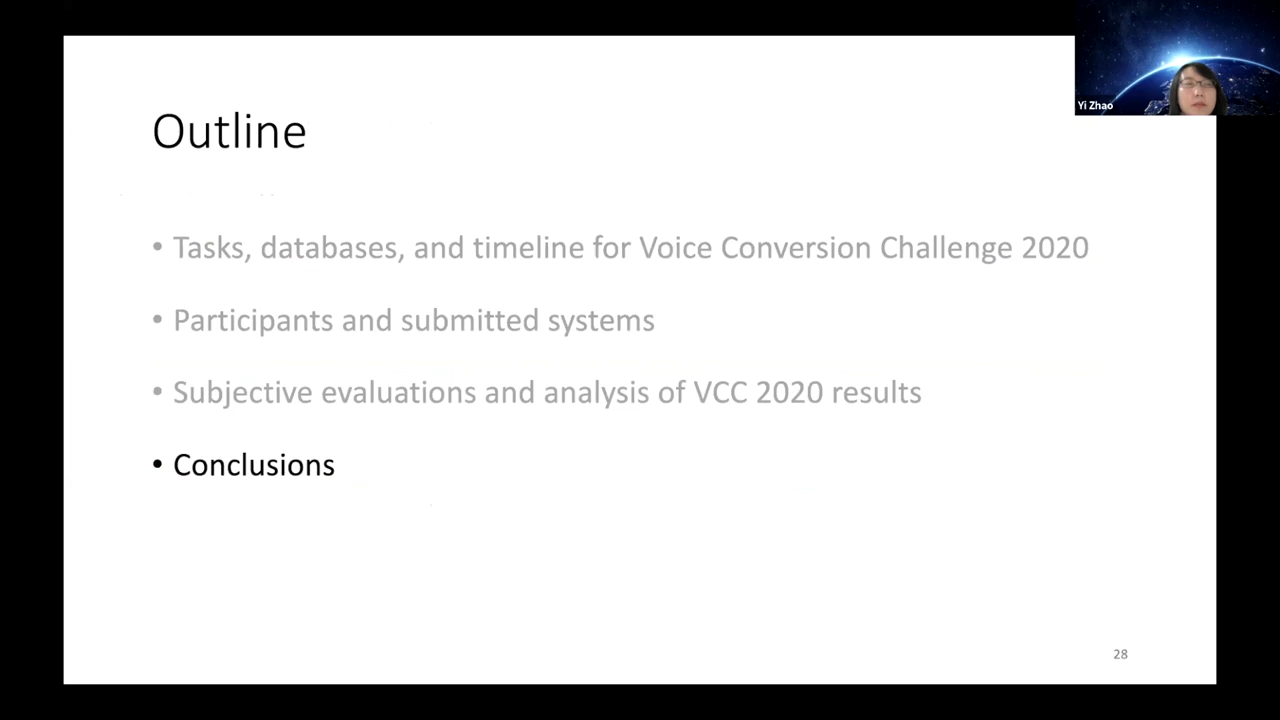 Yi Zhao
Outline
• Tasks, databases, and timeline for Voice Conversion Challenge 2020
• Participants and submitted systems
• Subjective evaluations and analysis of VCC 2020 results
• Conclusions
28